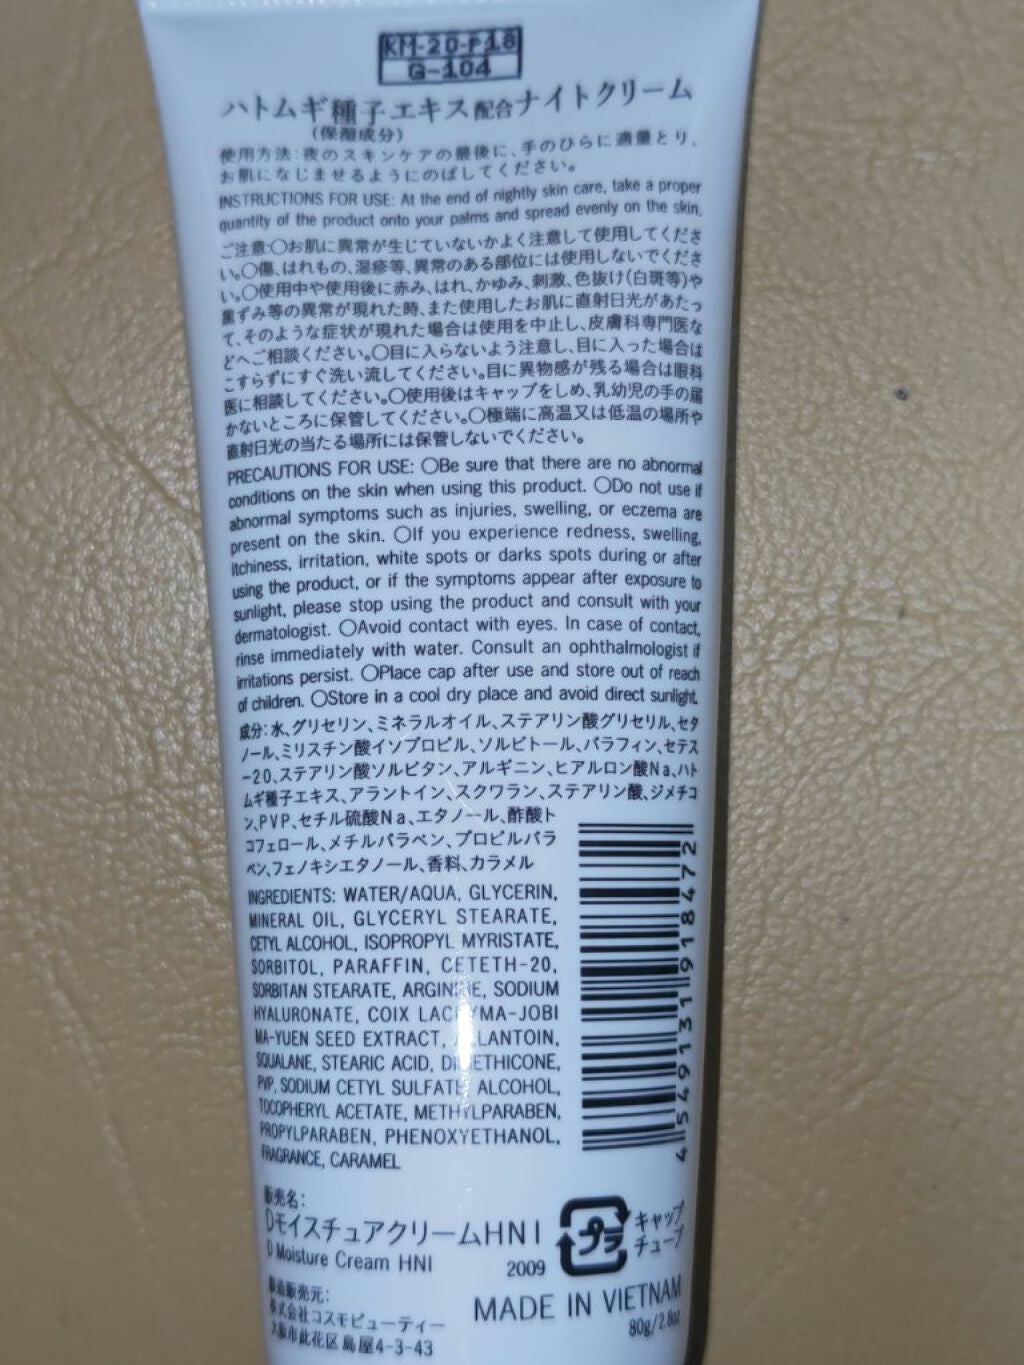 KM-20-P18
G-104
ハトムギ種子エキス配合ナイトクリーム
(保湿成分)
使用方法:夜のスキンケアの最後に、手のひらに適量とり、
お肌になじませるようにのばしてください。
INSTRUCTIONS FOR USE: At the end of nightly skin care, take a proper
quantity of the product onto your palms and spread evenly on the skin.
ご注意:○お肌に異常が生じていないかよく注意して使用してくださ
い。○傷、はれもの、湿疹等、異常のある部位には使用しないでくださ
い。○使用中や使用後に赤み、はれ、かゆみ、刺激、色抜け(白斑等)や
黒ずみ等の異常が現れた時、また使用したお肌に直射日光があたっ
て、そのような症状が現れた場合は使用を中止し、皮膚科専門医な
どへご相談ください。○目に入らないよう注意し、目に入った場合は
こすらずにすぐ洗い流してください。目に異物感が残る場合は眼科
医に相談してください。○使用後はキャップをしめ、乳幼児の手の届
かないところに保管してください。○極端に高温又は低温の場所や
直射日光の当たる場所には保管しないでください。
PRECAUTIONS FOR USE: ○Be sure that there are no abnormal
conditions on the skin when using this product. ○Do not use if
abnormal symptoms such as injuries, swelling, or eczema are
present on the skin. ○If you experience redness, swelling,
itchiness, irritation, white spots or darks spots during or after
using the product, or if the symptoms appear after exposure to
sunlight, please stop using the product and consult with your
dermatologist. ○Avoid contact with eyes. In case of contact,
rinse immediately with water. Consult an ophthalmologist if
irritations persist. ○Place cap after use and store out of reach
of children. ○Store in a cool dry place and avoid direct sunlight.
成分:水、グリセリン、ミネラルオイル、ステアリン酸グリセリル、セタ
ノール、ミリスチン酸イソプロピル、ソルビトール、パラフィン、セテス
-20、ステアリン酸ソルビタン、アルギニン、ヒアルロン酸Na、ハト
ムギ種子エキス、アラントイン、スクワラン、ステアリン酸、ジメチコ
ン、PVP、セチル硫酸Na、エタノール、酢酸ト
コフェロール、メチルパラベン、プロピルパラ
ベン、フェノキシエタノール、香料、カラメル
INGREDIENTS: WATER/AQUA, GLYCERIN,
MINERAL OIL, GLYCERYL STEARATE,
CETYL ALCOHOL, ISOPROPYL MYRISTATE,
SORBITOL, PARAFFIN, CETETH-20,
SORBITAN STEARATE, ARGININE, SODIUM
HYALURONATE, COIX LACRYMA-JOBI
MA-YUEN SEED EXTRACT, ALLANTOIN,
SQUALANE, STEARIC ACID, DIMETHICONE,
PVP, SODIUM CETYL SULFATE, ALCOHOL,
TOCOPHERYL ACETATE, METHYLPARABEN,
PROPYLPARABEN, PHENOXYETHANOL,
FRAGRANCE, CARAMEL
4549131918472
販売名:
Dモイスチュアクリーム HNI
D Moisture Cream HNI
2009
プラ
キャップ
チューブ
製造販売元:
株式会社コスモビューティー
大阪市此花区島屋4-3-43
MADE IN VIETNAM
80g/2.8oz